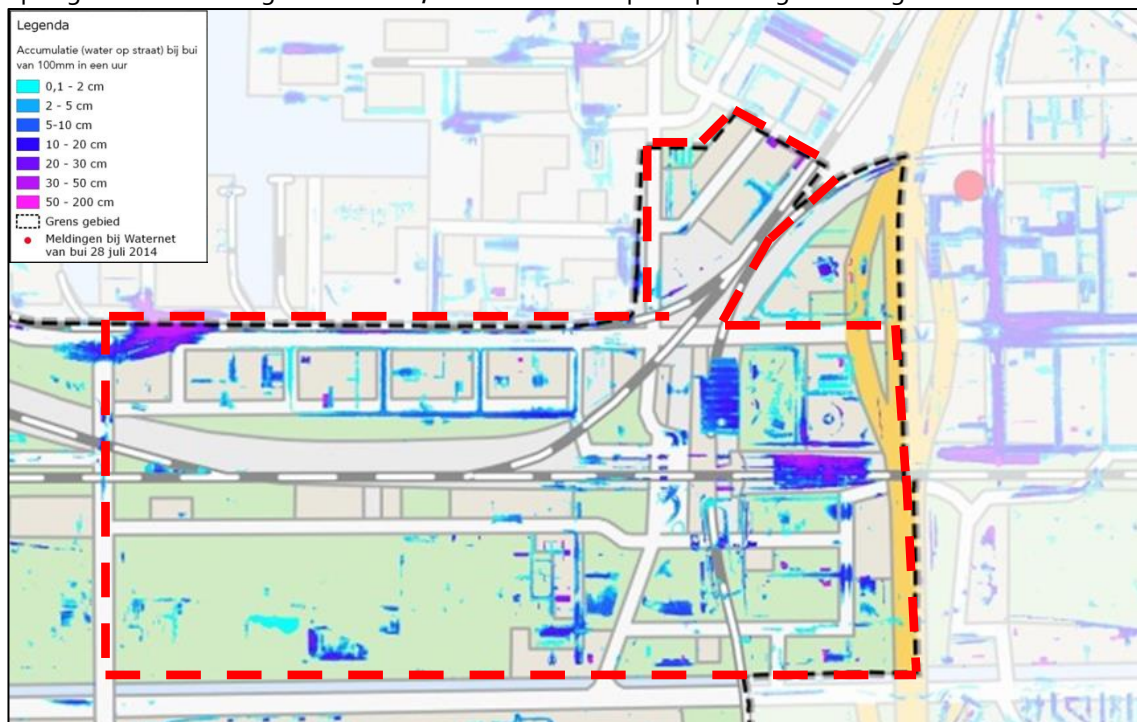 Legenda
Accumulatie (water op straat) bij bui
van 100mm in een uur
0,1 - 2 cm
2 - 5 cm
5-10 cm
10 - 20 cm
20 - 30 cm
30 - 50 cm
50 - 200 cm
Grens gebied
Meldingen bij Waternet
van bui 28 juli 2014